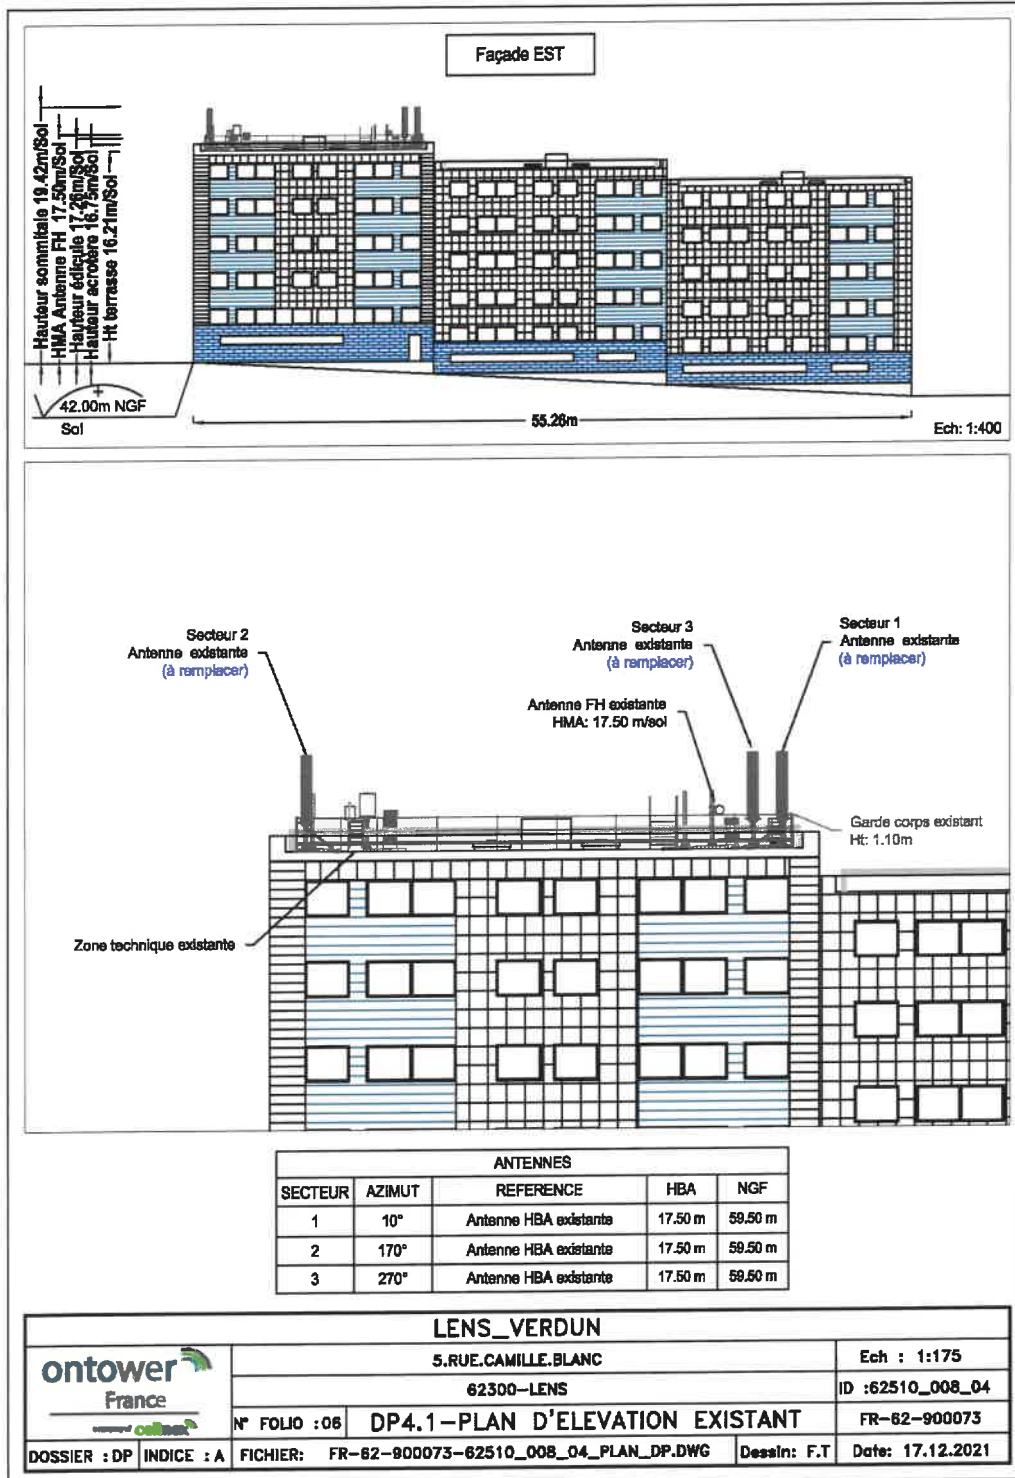 Façade EST
Hauteur sommitale 19.42m/Sol
HMA Antenne FH 17.50m/Sol
Hauteur édicule 17.26m/Sol
Hauteur acrotère 16.75m/Sol
Ht terrasse 16.21m/Sol
42.00m NGF
Sol
55.26m
Ech: 1:400
Secteur 2
Antenne existante
(à remplacer)
Secteur 3
Antenne existante
(à remplacer)
Secteur 1
Antenne existante
(à remplacer)
Antenne FH existante
HMA: 17.50 m/sol
Garde corps existant
Ht: 1.10m
Zone technique existante
ANTENNES
SECTEUR AZIMUT REFERENCE HBA NGF
1 10° Antenne HBA existante 17.50 m 59.50 m
2 170° Antenne HBA existante 17.50 m 59.50 m
3 270° Antenne HBA existante 17.50 m 59.50 m
LENS_VERDUN
ontower
France
cellnex
5.RUE.CAMILLE.BLANC
Ech : 1:175
62300-LENS
ID :62510_008_04
N° FOLIO :06
DP4.1-PLAN D'ELEVATION EXISTANT
FR-62-900073
DOSSIER : DP
INDICE : A
FICHIER: FR-62-900073-62510_008_04_PLAN_DP.DWG
Dessin: F.T
Date: 17.12.2021